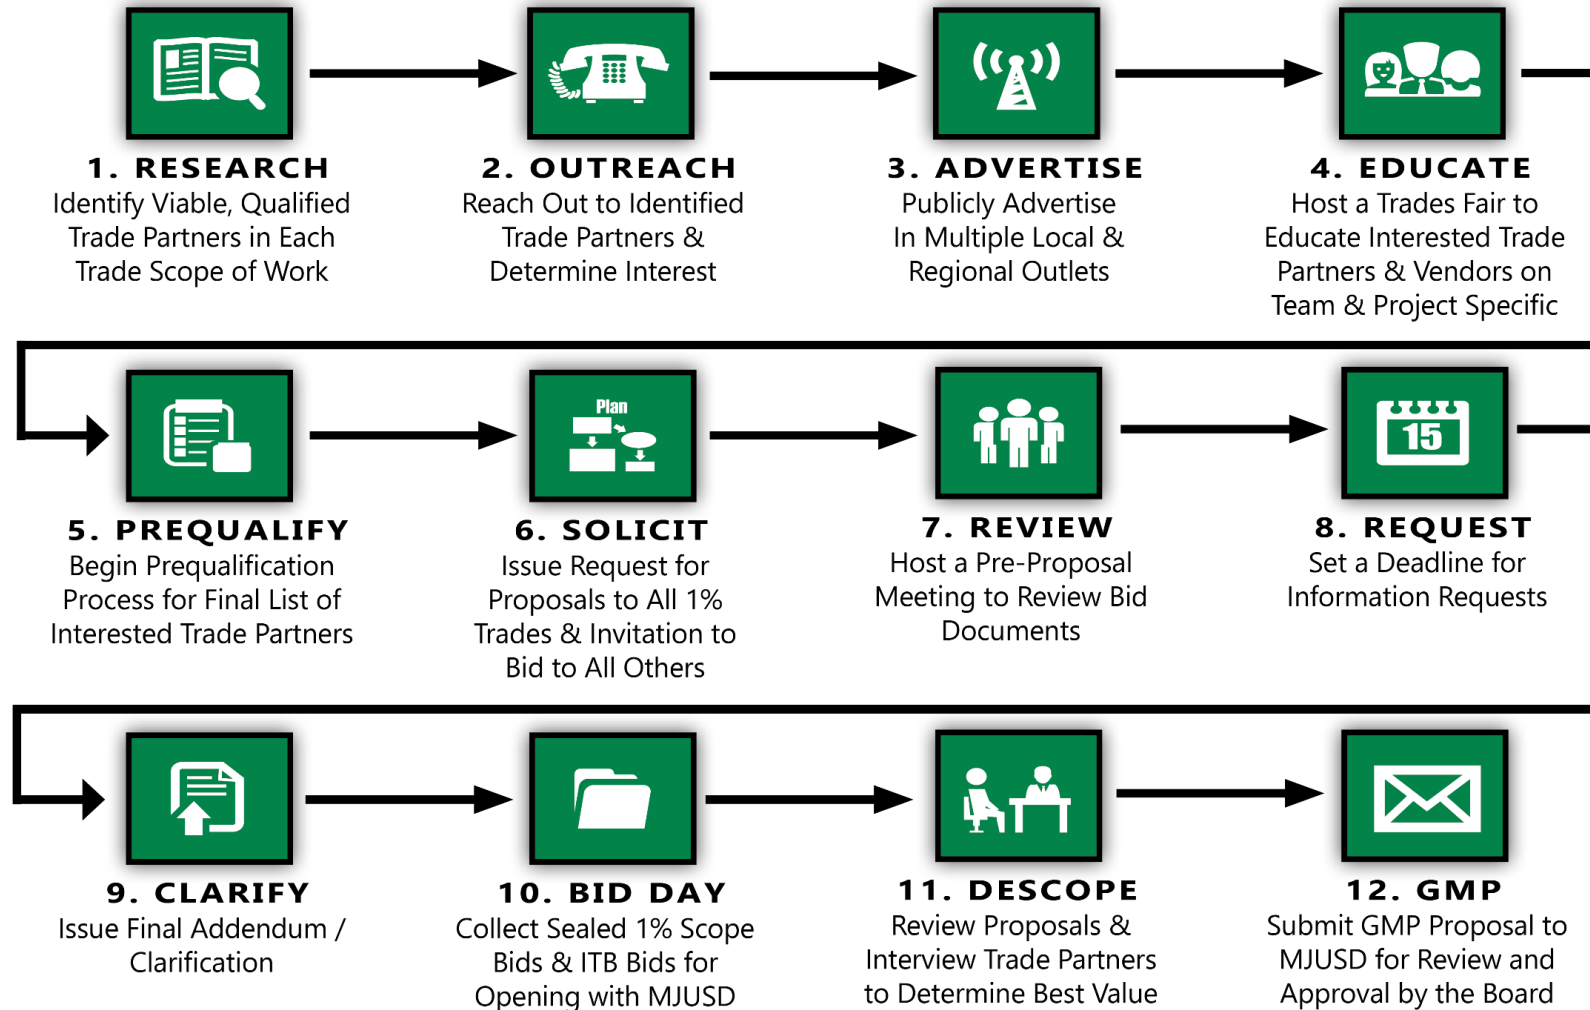 1. RESEARCH
Identify Viable, Qualified
Trade Partners in Each
Trade Scope of Work
2. OUTREACH
Reach Out to Identified
Trade Partners &
Determine Interest
3. ADVERTISE
Publicly Advertise
In Multiple Local &
Regional Outlets
4. EDUCATE
Host a Trades Fair to
Educate Interested Trade
Partners & Vendors on
Team & Project Specific
5. PREQUALIFY
Begin Prequalification
Process for Final List of
Interested Trade Partners
Plan
6. SOLICIT
Issue Request for
Proposals to All 1%
Trades & Invitation to
Bid to All Others
7. REVIEW
Host a Pre-Proposal
Meeting to Review Bid
Documents
15
8. REQUEST
Set a Deadline for
Information Requests
9. CLARIFY
Issue Final Addendum /
Clarification
10. BID DAY
Collect Sealed 1% Scope
Bids & ITB Bids for
Opening with MJUSD
11. DESCOPE
Review Proposals &
Interview Trade Partners
to Determine Best Value
12. GMP
Submit GMP Proposal to
MJUSD for Review and
Approval by the Board